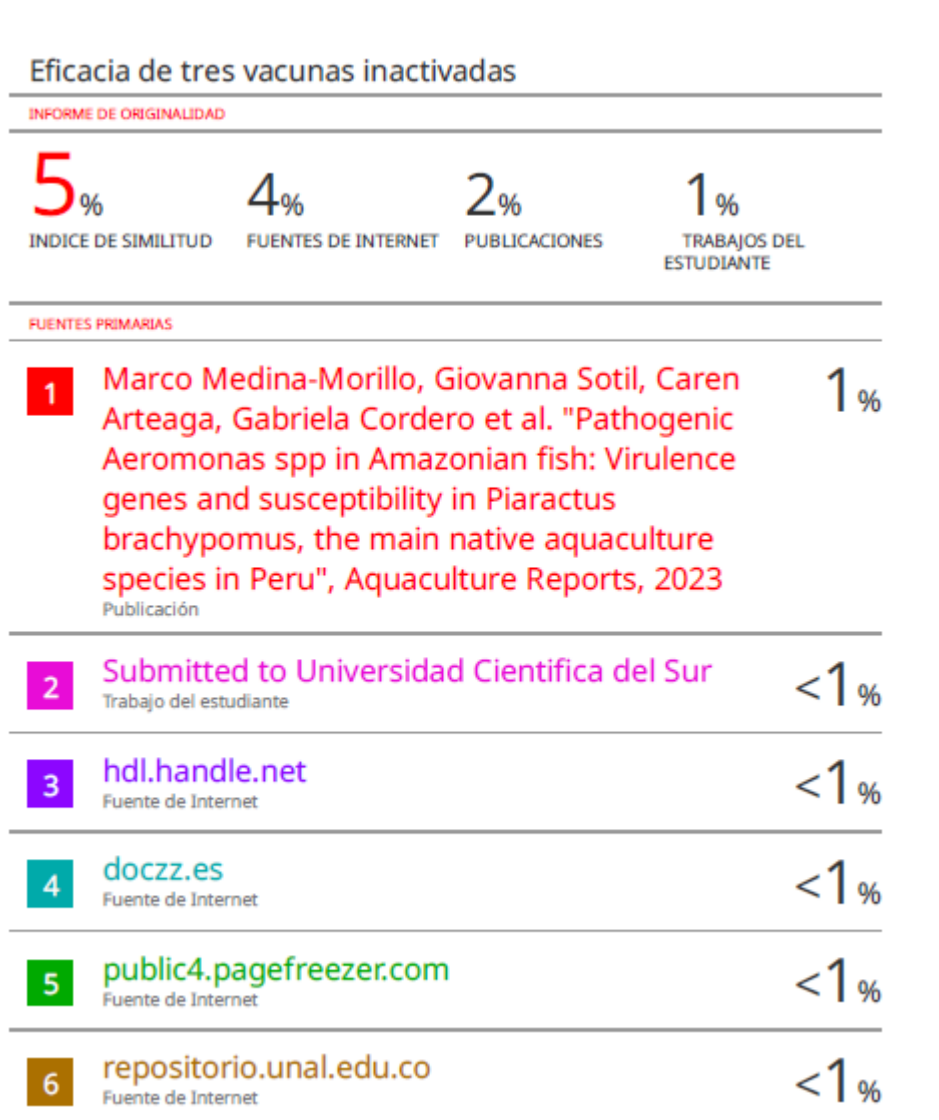 Eficacia de tres vacunas inactivadas
INFORME DE ORIGINALIDAD
5% 4% 2% 1%
INDICE DE SIMILITUD FUENTES DE INTERNET PUBLICACIONES TRABAJOS DEL
ESTUDIANTE
FUENTES PRIMARIAS
1 Marco Medina-Morillo, Giovanna Sotil, Caren 1%
Arteaga, Gabriela Cordero et al. "Pathogenic
Aeromonas spp in Amazonian fish: Virulence
genes and susceptibility in Piaractus
brachypomus, the main native aquaculture
species in Peru", Aquaculture Reports, 2023
Publicación
2 Submitted to Universidad Cientifica del Sur <1%
Trabajo del estudiante
3 hdl.handle.net <1%
Fuente de Internet
4 doczz.es <1%
Fuente de Internet
5 public4.pagefreezer.com <1%
Fuente de Internet
6 repositorio.unal.edu.co <1%
Fuente de Internet